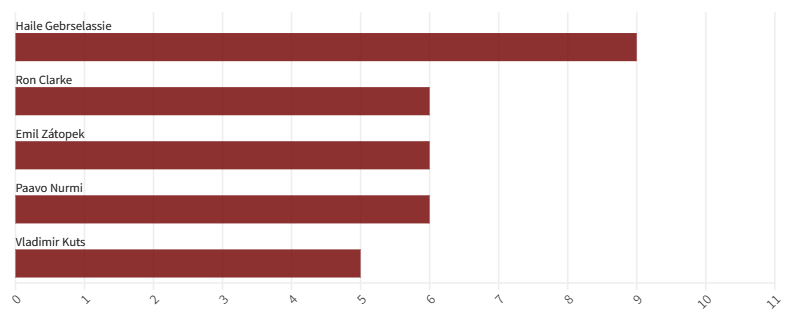 Haile Gebrselassie
Ron Clarke
Emil Zátopek
Paavo Nurmi
Vladimir Kuts
0 1 2 3 4 5 6 7 8 9 10 11